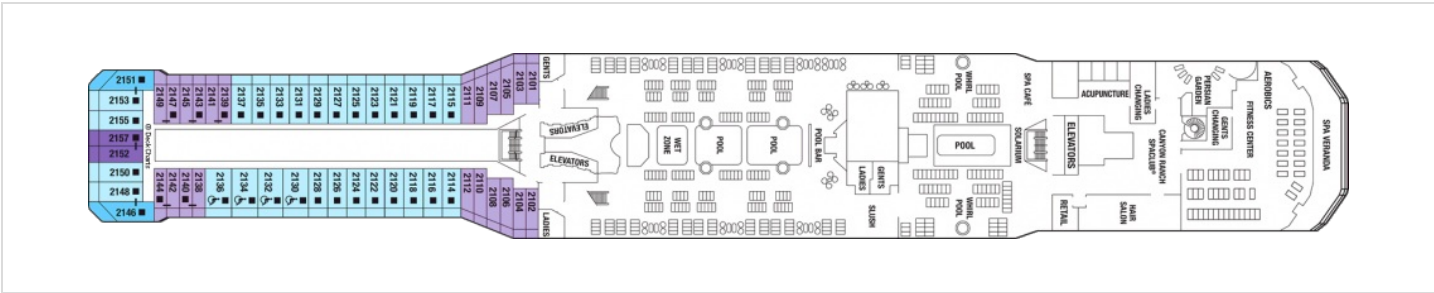 2151
2153
2155
2157
2152
2150
2148
2146
© Deck Charts
2149
2147
2145
2143
2141
2139
2137
2135
2133
2131
2129
2127
2125
2123
2121
2119
2117
2115
2111
2109
2107
2105
2103
2101
2144
2142
2140
2138
2136
2134
2132
2130
2128
2126
2124
2122
2120
2118
2116
2114
2112
2110
2108
2106
2104
2102
GENTS
ELEVATORS
ELEVATORS
LADIES
WET
ZONE
POOL
POOL
POOL BAR
LADIES
GENTS
SLUSH
WHIRL
POOL
POOL
WHIRL
POOL
SPA CAFÉ
SOLARIUM
ELEVATORS
ACUPUNCTURE
LADIES
CHANGING
CANYON RANCH
SPACLUB®
RETAIL
HAIR
SALON
PERSIAN
GARDEN
GENTS
CHANGING
AEROBICS
FITNESS CENTER
SPA VERANDA